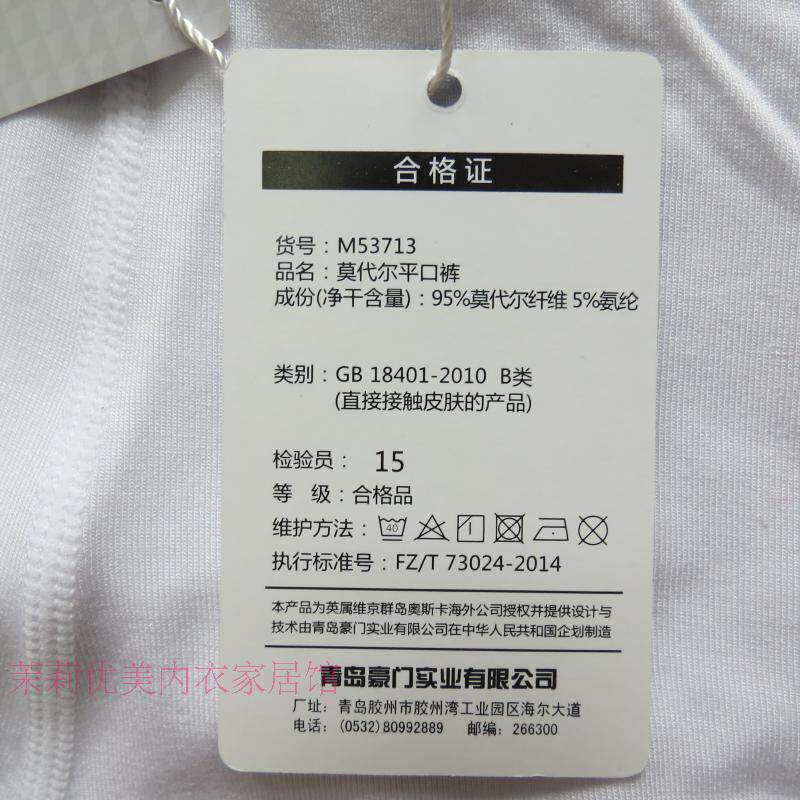 合格证
货号：M53713
品名：莫代尔平口裤
成份(净干含量)：95%莫代尔纤维 5%氨纶
类别：GB 18401-2010 B类
(直接接触皮肤的产品)
检验员： 15
等 级：合格品
维护方法： 40
执行标准号：FZ/T 73024-2014
本产品为英属维京群岛奥斯卡海外公司授权并提供设计与
技术由青岛豪门实业有限公司在中华人民共和国企划制造
茉莉优美内衣家居馆
青岛豪门实业有限公司
厂址：青岛胶州市胶州湾工业园区海尔大道
电话：(0532)80992889 邮编：266300